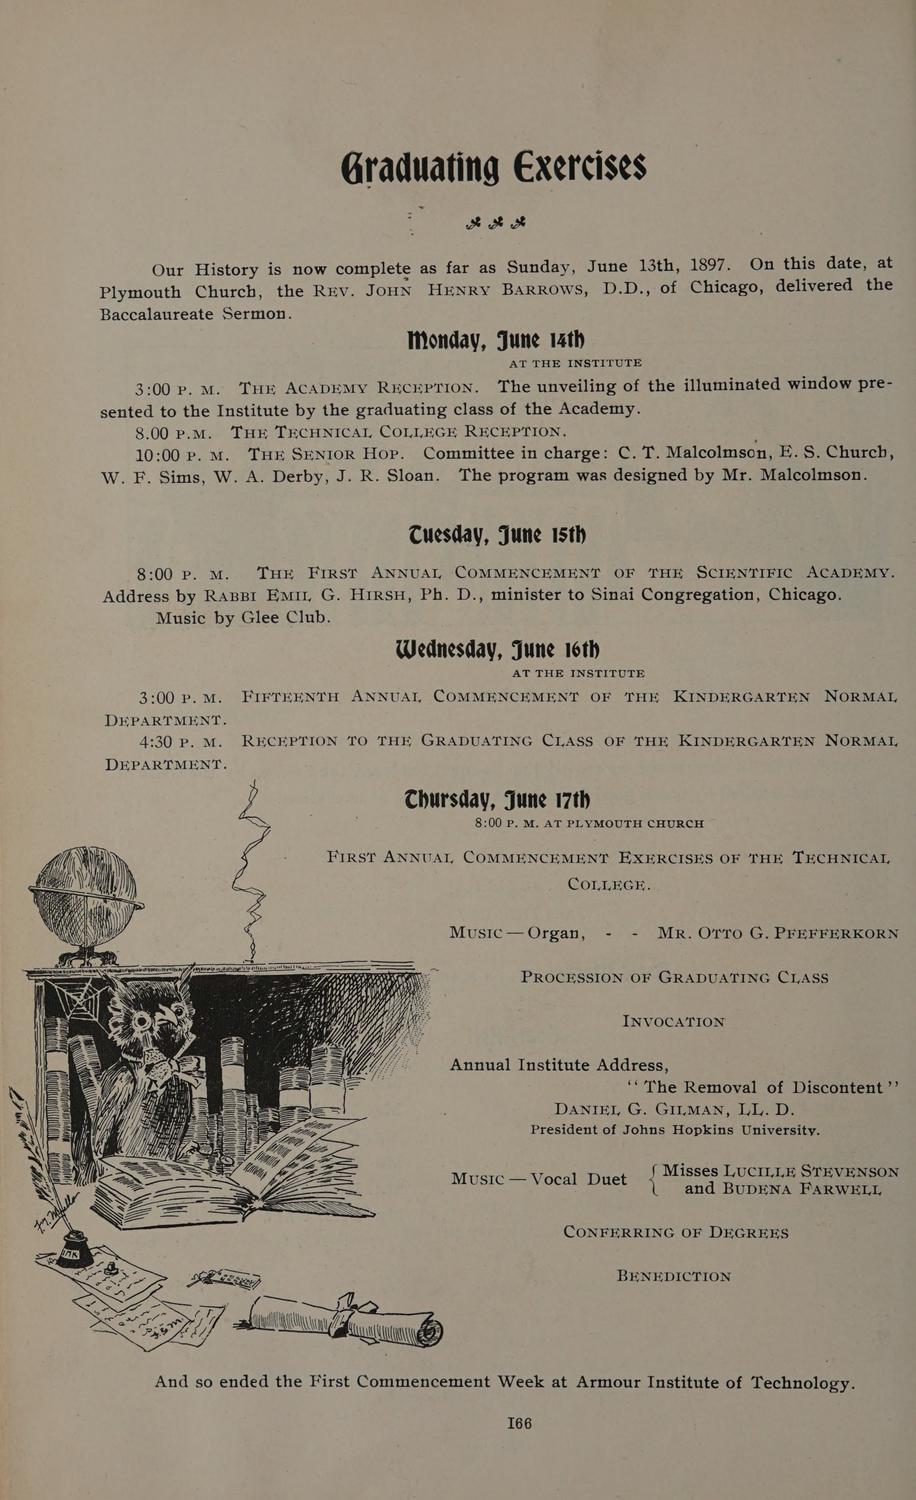 Graduating Exercises
Our History is now complete as far as Sunday, June 13th, 1897. On this date, at
Plymouth Church, the Rev. John Henry Barrows, D.D., of Chicago, delivered the
Baccalaureate Sermon.
Monday, June 14th
AT THE INSTITUTE
3:00 P. M. The Academy Reception. The unveiling of the illuminated window pre-
sented to the Institute by the graduating class of the Academy.
8.00 P.M. The Technical College Reception.
10:00 P. M. The Senior Hop. Committee in charge: C. T. Malcolmson, E. S. Church,
W. F. Sims, W. A. Derby, J. R. Sloan. The program was designed by Mr. Malcolmson.
Tuesday, June 15th
8:00 P. M. The First Annual Commencement of the Scientific Academy.
Address by Rabbi Emil G. Hirsh, Ph. D., minister to Sinai Congregation, Chicago.
Music by Glee Club.
Wednesday, June 16th
AT THE INSTITUTE
3:00 P. M. Fifteenth Annual Commencement of the Kindergarten Normal
Department.
4:30 P. M. Reception to the Graduating Class of the Kindergarten Normal
Department.
Thursday, June 17th
8:00 P. M. AT PLYMOUTH CHURCH
First Annual Commencement Exercises of the Technical
College.
Music — Organ, - - Mr. Otto G. Pfefferkorn
Procession of Graduating Class
Invocation
Annual Institute Address,
‘‘The Removal of Discontent’’
Daniel G. Gilman, LL. D.
President of Johns Hopkins University.
Music — Vocal Duet { Misses Lucille Stevenson
and Budena Farwell
Conferring of Degrees
Benediction
INK
And so ended the First Commencement Week at Armour Institute of Technology.
166